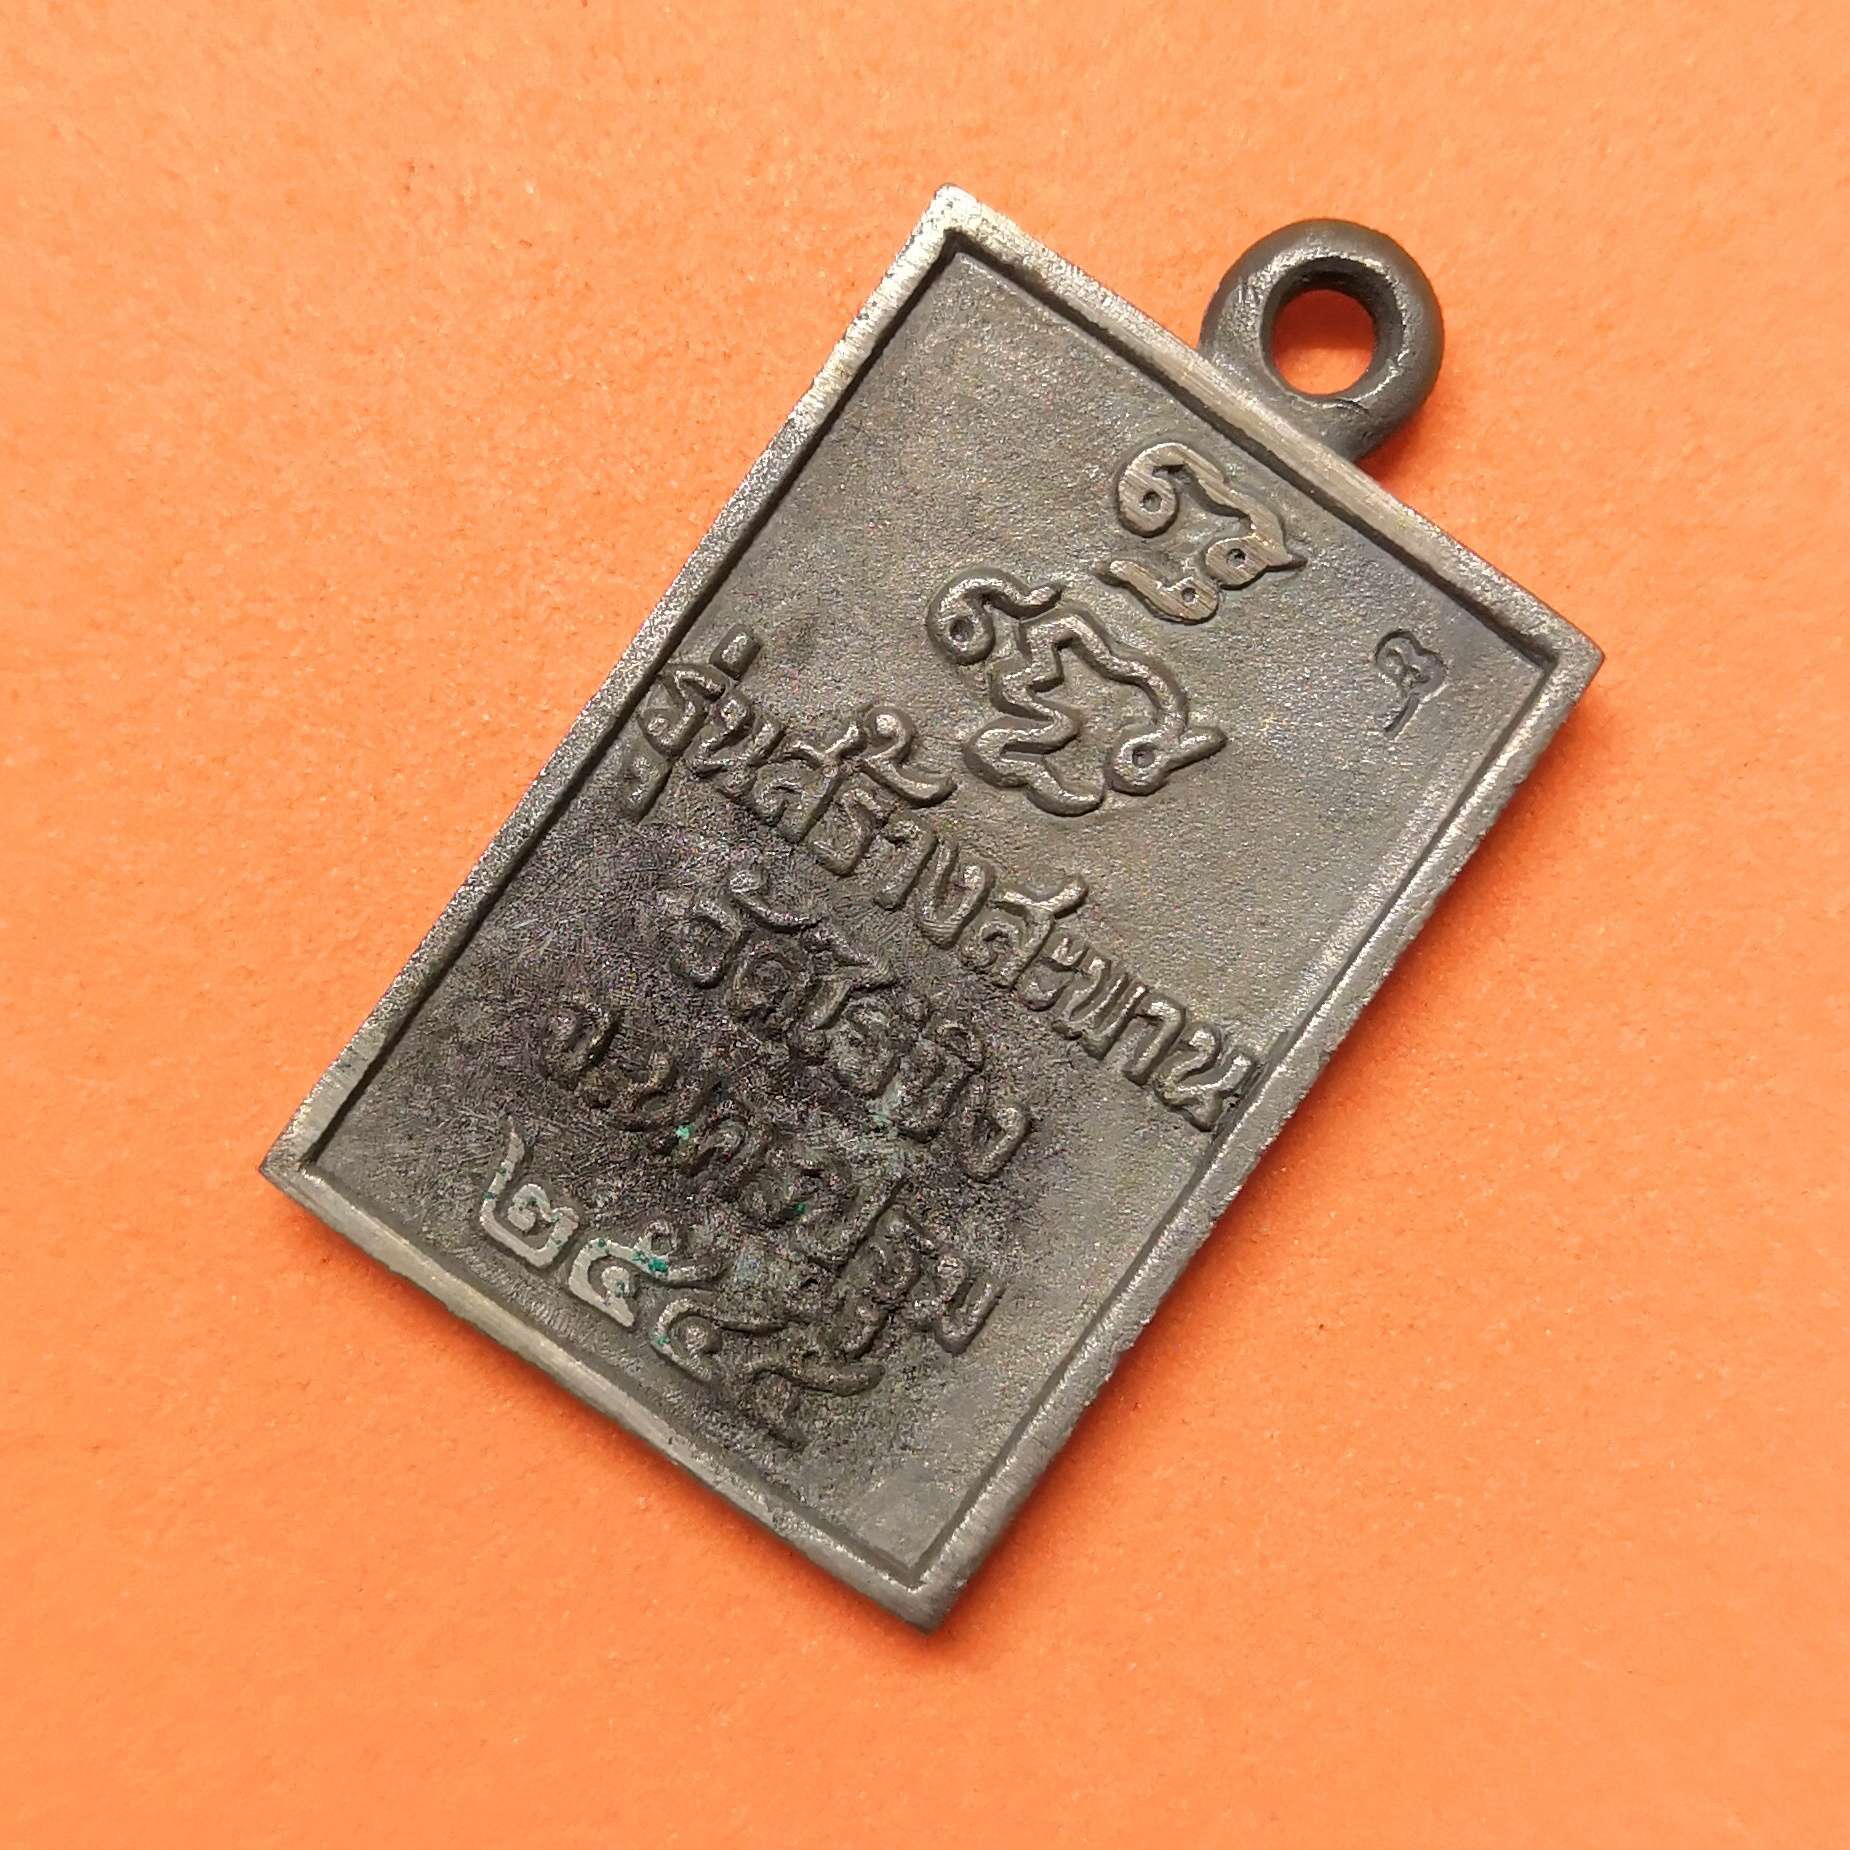 รุ่นสร้างสะพาน
วัดไร่ขิง
จ.นครปฐม
๒๕๔๕